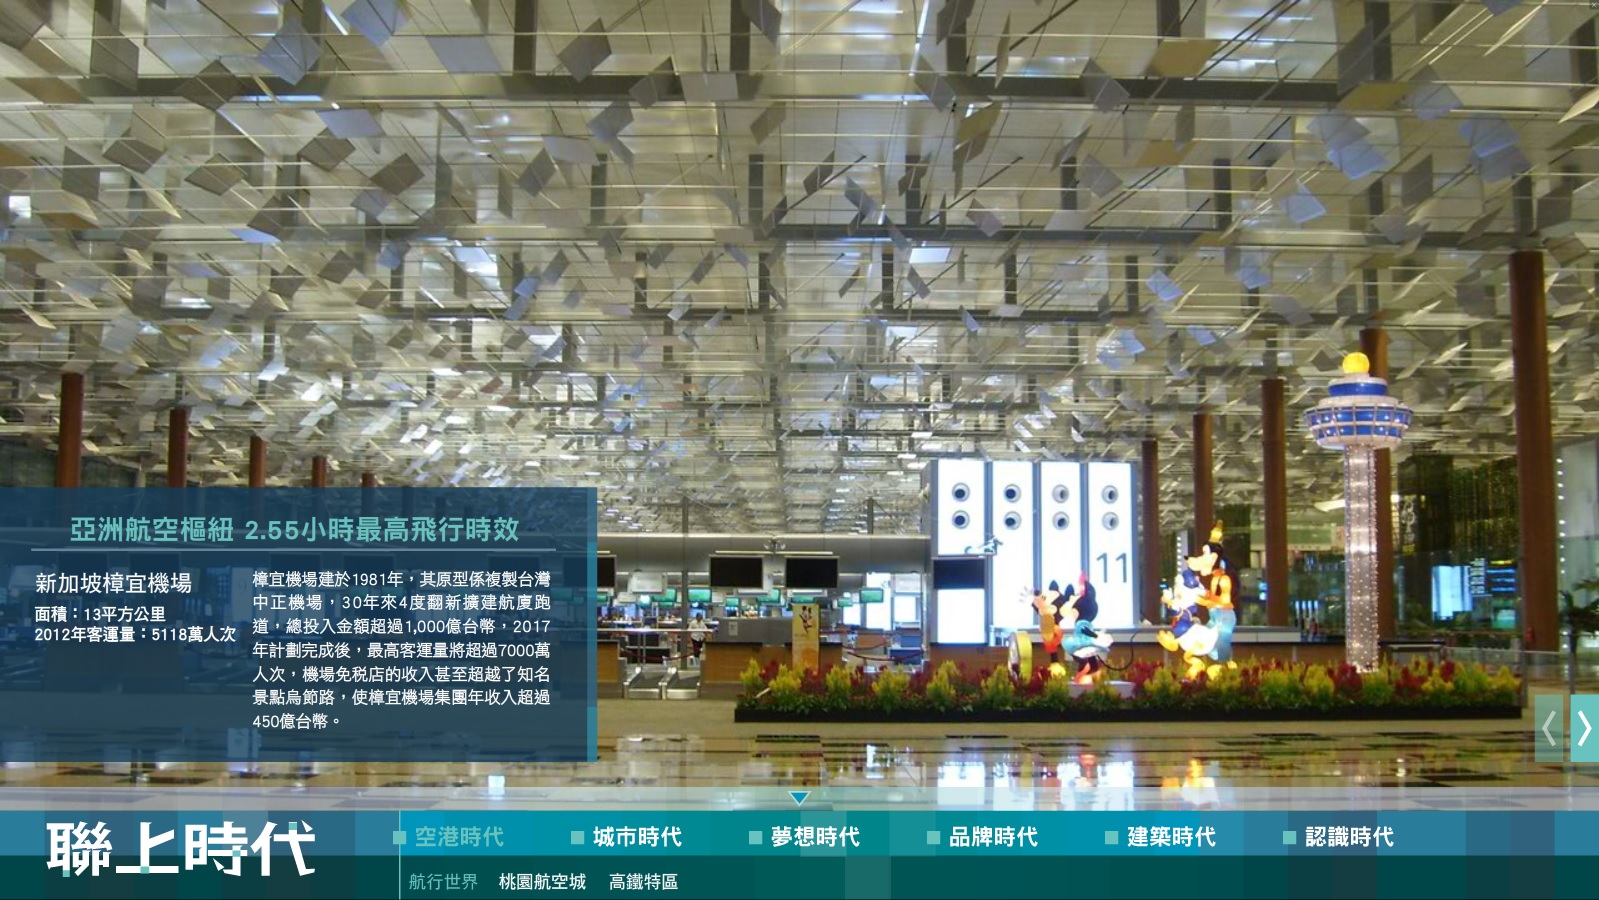 11
亞洲航空樞紐 2.55小時最高飛行時效
新加坡樟宜機場
面積：13平方公里
2012年客運量：5118萬人次
樟宜機場建於1981年，其原型係複製台灣
中正機場，30年來4度翻新擴建航廈跑
道，總投入金額超過1,000億台幣，2017
年計劃完成後，最高客運量將超過7000萬
人次，機場免税店的收入甚至超越了知名
景點烏節路，使樟宜機場集團年收入超過
450億台幣。
聯上時代
空港時代 城市時代 夢想時代 品牌時代 建築時代 認識時代
航行世界 桃園航空城 高鐵特區